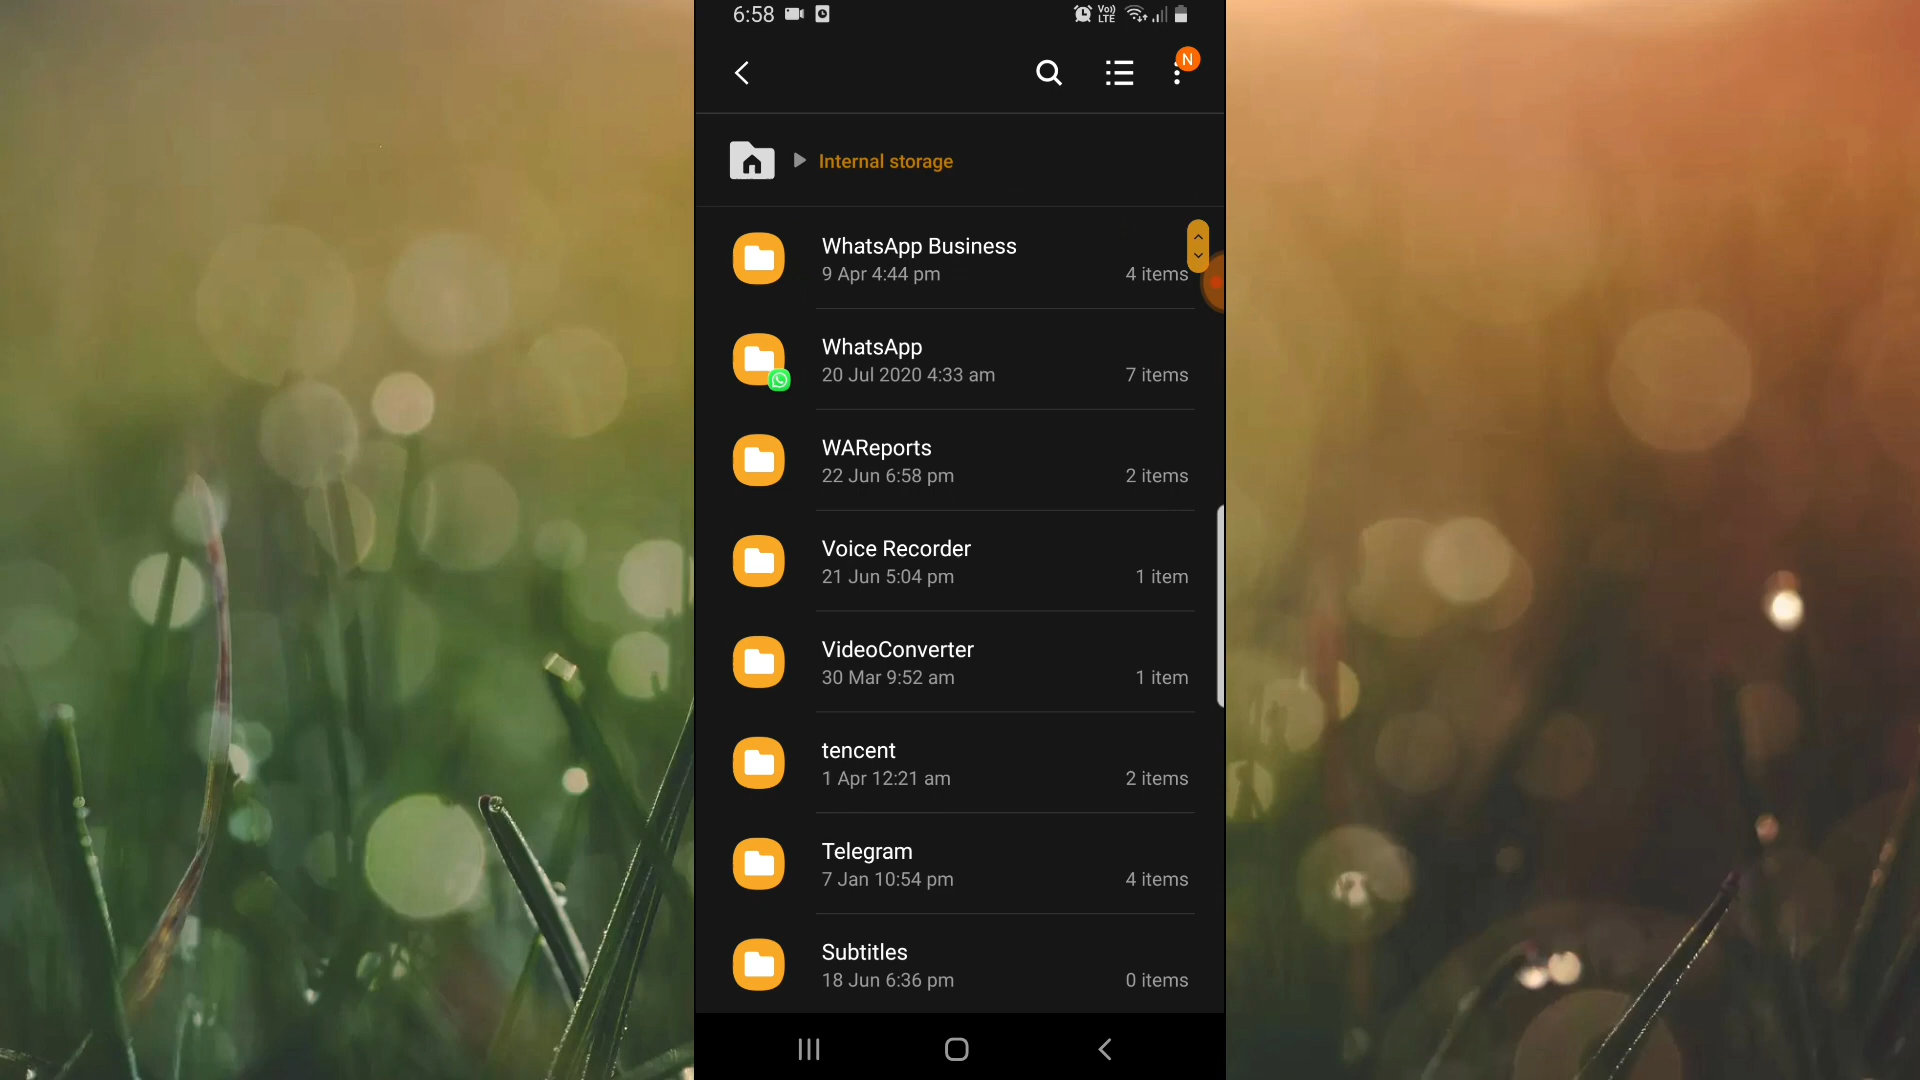 6:58
Vo)) LTE
N
Internal storage
WhatsApp Business
9 Apr 4:44 pm 4 items
WhatsApp
20 Jul 2020 4:33 am 7 items
WAReports
22 Jun 6:58 pm 2 items
Voice Recorder
21 Jun 5:04 pm 1 item
VideoConverter
30 Mar 9:52 am 1 item
tencent
1 Apr 12:21 am 2 items
Telegram
7 Jan 10:54 pm 4 items
Subtitles
18 Jun 6:36 pm 0 items